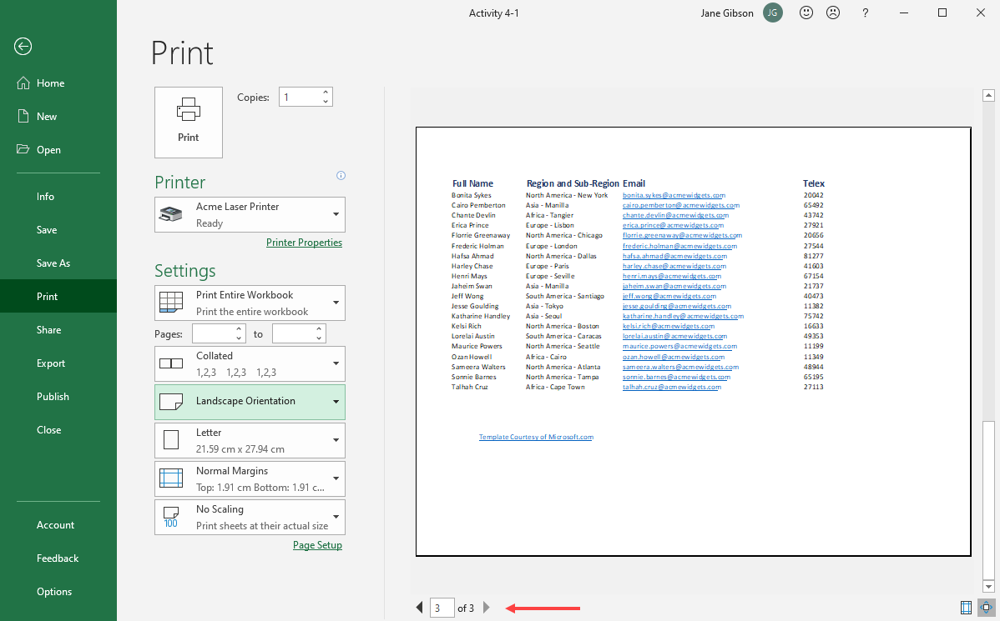 Activity 4-1
Jane Gibson
JG
?
Print
Home
New
Open
Info
Save
Save As
Print
Share
Export
Publish
Close
Account
Feedback
Options
Print
Copies: 1
Printer
Acme Laser Printer
Ready
Printer Properties
Settings
Print Entire Workbook
Print the entire workbook
Pages: to
Collated
1,2,3 1,2,3 1,2,3
Landscape Orientation
Letter
21.59 cm x 27.94 cm
Normal Margins
Top: 1.91 cm Bottom: 1.91 c...
No Scaling
100
Print sheets at their actual size
Page Setup
Full Name Region and Sub-Region Email Telex
Bonita Sykes North America - New York bonita.sykes@acmewidgets.com 20042
Cairo Pemberton Asia - Manilla cairo.pemberton@acmewidgets.com 65492
Chante Devlin Africa - Tangier chante.devlin@acmewidgets.com 43742
Erica Prince Europe - Lisbon erica.prince@acmewidgets.com 27921
Florrie Greenaway North America - Chicago florrie.greenaway@acmewidgets.com 20656
Frederic Holman Europe - London frederic.holman@acmewidgets.com 27544
Hafsa Ahmad North America - Dallas hafsa.ahmad@acmewidgets.com 81277
Harley Chase Europe - Paris harley.chase@acmewidgets.com 41603
Henri Mays Europe - Seville henri.mays@acmewidgets.com 67154
Jaheim Swan Asia - Manilla jaheim.swan@acmewidgets.com 21737
Jeff Wong South America - Santiago jeff.wong@acmewidgets.com 40473
Jesse Goulding Asia - Tokyo jesse.goulding@acmewidgets.com 11382
Katharine Handley Asia - Seoul katharine.handley@acmewidgets.com 75742
Kelsi Rich North America - Boston kelsi.rich@acmewidgets.com 16633
Lorelai Austin South America - Caracas lorelai.austin@acmewidgets.com 49353
Maurice Powers North America - Seattle maurice.powers@acmewidgets.com 11199
Ozan Howell Africa - Cairo ozan.howell@acmewidgets.com 11349
Sameera Walters North America - Atlanta sameera.walters@acmewidgets.com 48944
Sonnie Barnes North America - Tampa sonnie.barnes@acmewidgets.com 65195
Talhah Cruz Africa - Cape Town talhah.cruz@acmewidgets.com 27113
Template Courtesy of Microsoft.com
3 of 3